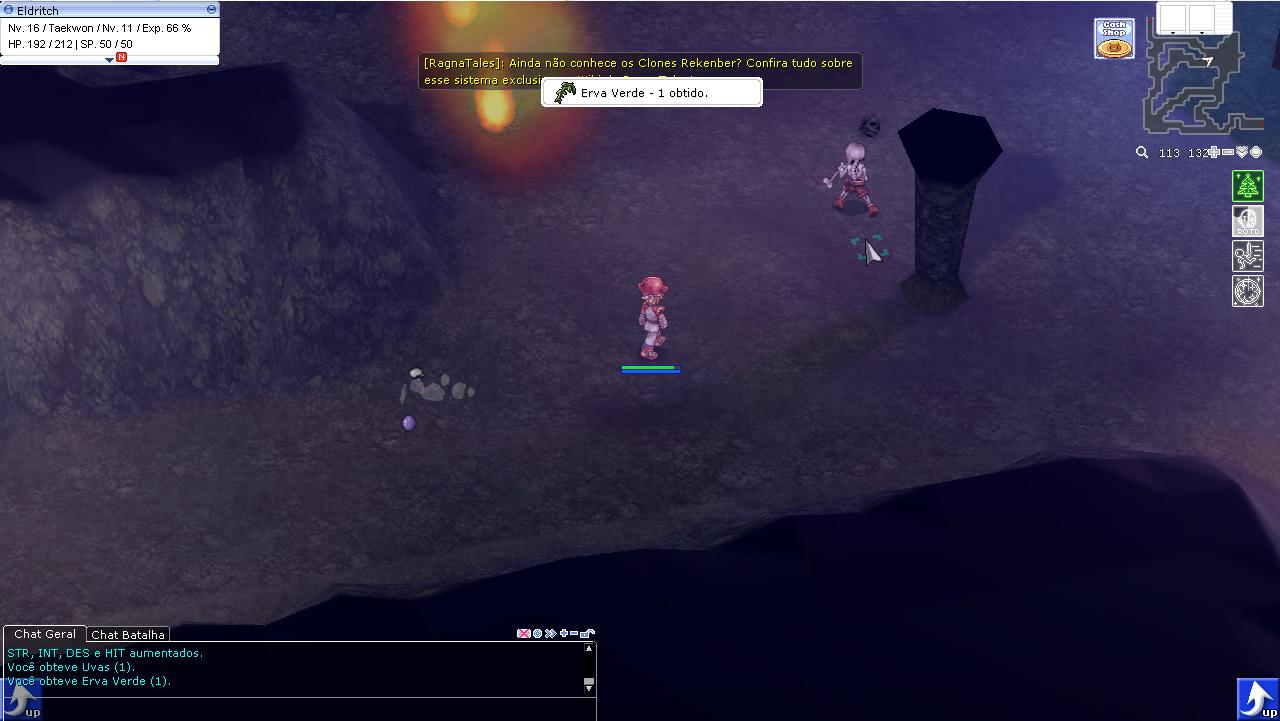 Eldritch
Nv. 16 / Taekwon / Nv. 11 / Exp. 66 %
HP. 192 / 212 | SP. 50 / 50
N
[RagnaTales]: Ainda não conhece os Clones Rekenber? Confira tudo sobre
esse sistema exclusi
Erva Verde - 1 obtido.
Cash
Shop
113 132
ROTD
Chat Geral
Chat Batalha
STR, INT, DES e HIT aumentados.
Você obteve Uvas (1).
Você obteve Erva Verde (1).
up
up